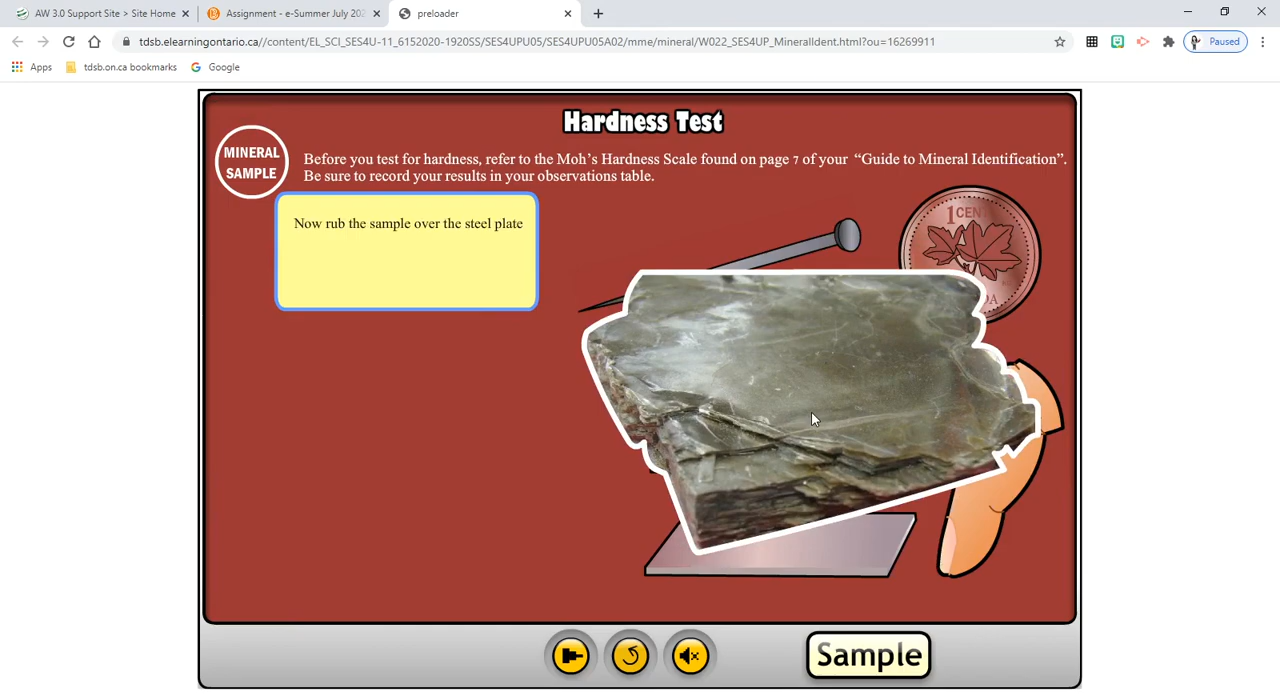 AW 3.0 Support Site > Site Home
Assignment - e-Summer July 202
preloader
tdsb.elearningontario.ca//content/EL_SCI_SES4U-11_6152020-1920SS/SES4UPU05/SES4UPU05A02/mme/mineral/W022_SES4UP_MineralIdent.html?ou=16269911
Paused
Apps
tdsb.on.ca bookmarks
Google
Hardness Test
MINERAL
SAMPLE
Before you test for hardness, refer to the Moh's Hardness Scale found on page 7 of your “Guide to Mineral Identification”.
Be sure to record your results in your observations table.
Now rub the sample over the steel plate
1 CEN
DA
Sample